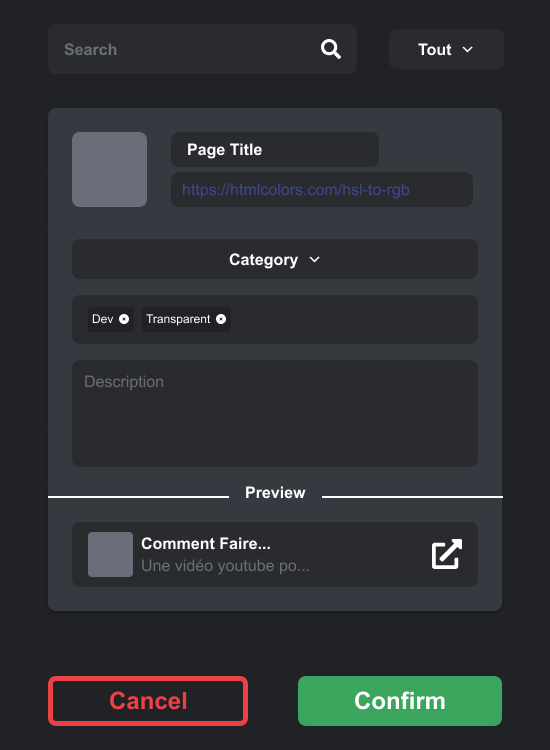 Search
Tout
Page Title
https://htmlcolors.com/hsl-to-rgb
Category
Dev Transparent
Description
Preview
Comment Faire...
Une vidéo youtube po...
Cancel Confirm